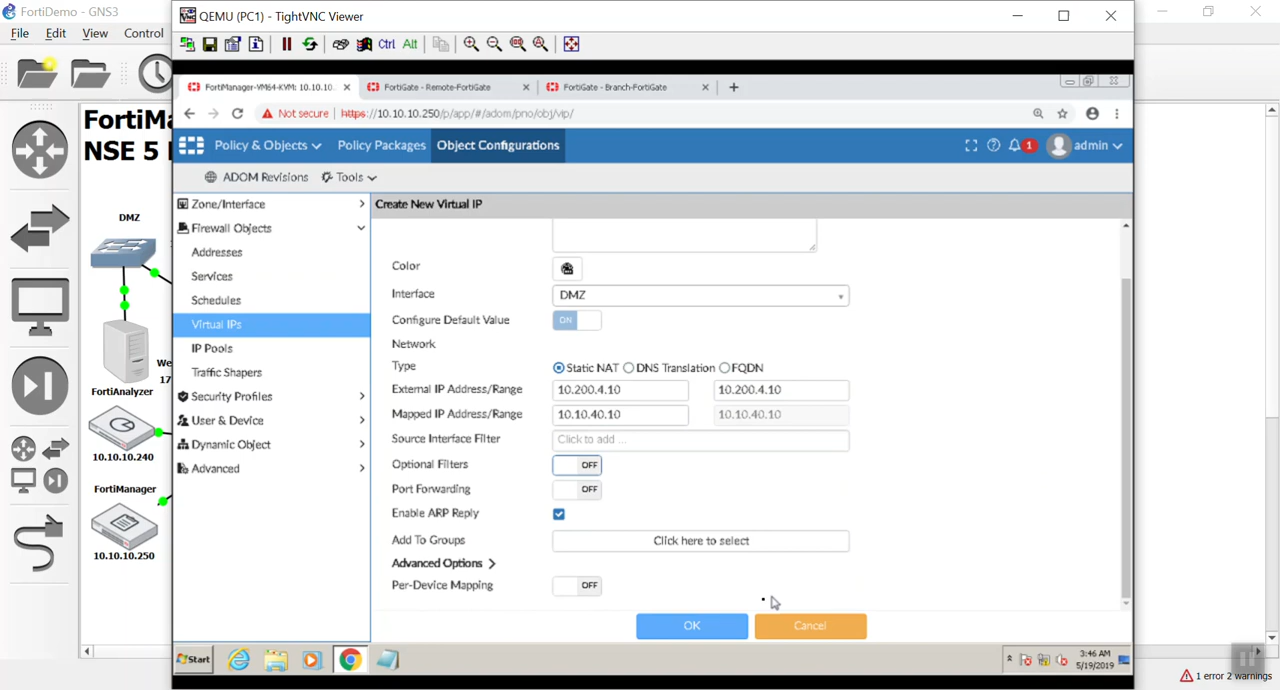 FortiDemo - GNS3
File Edit View Control
QEMU (PC1) - TightVNC Viewer
Ctrl Alt
FortiManager-VM64-KVM: 10.10.10.
FortiGate - Remote-FortiGate
FortiGate - Branch-FortiGate
Not secure https://10.10.10.250/p/app/#/adom/pno/obj/vip/
Policy & Objects Policy Packages Object Configurations
1 admin
ADOM Revisions Tools
Zone/Interface
Firewall Objects
Addresses
Services
Schedules
Virtual IPs
IP Pools
Traffic Shapers
Security Profiles
User & Device
Dynamic Object
Advanced
Create New Virtual IP
Color
Interface DMZ
Configure Default Value ON
Network
Type Static NAT DNS Translation FQDN
External IP Address/Range 10.200.4.10 10.200.4.10
Mapped IP Address/Range 10.10.40.10 10.10.40.10
Source Interface Filter Click to add ...
Optional Filters OFF
Port Forwarding OFF
Enable ARP Reply
Add To Groups Click here to select
Advanced Options
Per-Device Mapping OFF
OK Cancel
Start
3:46 AM
5/19/2019
FortiMa
NSE 5
DMZ
We
17
FortiAnalyzer
10.10.10.240
FortiManager
10.10.10.250
1 error 2 warnings